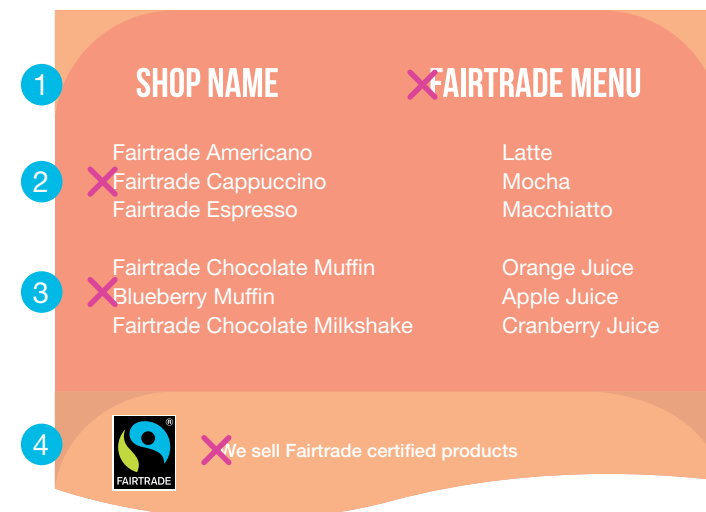 1
SHOP NAME
FAIRTRADE MENU
2
Fairtrade Americano
Fairtrade Cappuccino
Fairtrade Espresso
Latte
Mocha
Macchiatto
3
Fairtrade Chocolate Muffin
Blueberry Muffin
Fairtrade Chocolate Milkshake
Orange Juice
Apple Juice
Cranberry Juice
4
®
FAIRTRADE
We sell Fairtrade certified products